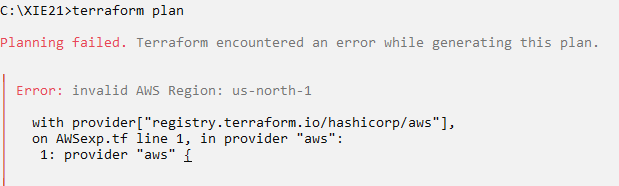 C:\XIE21>terraform plan
Planning failed. Terraform encountered an error while generating this plan.
Error: invalid AWS Region: us-north-1
with provider["registry.terraform.io/hashicorp/aws"],
on AWSexp.tf line 1, in provider "aws":
1: provider "aws" {